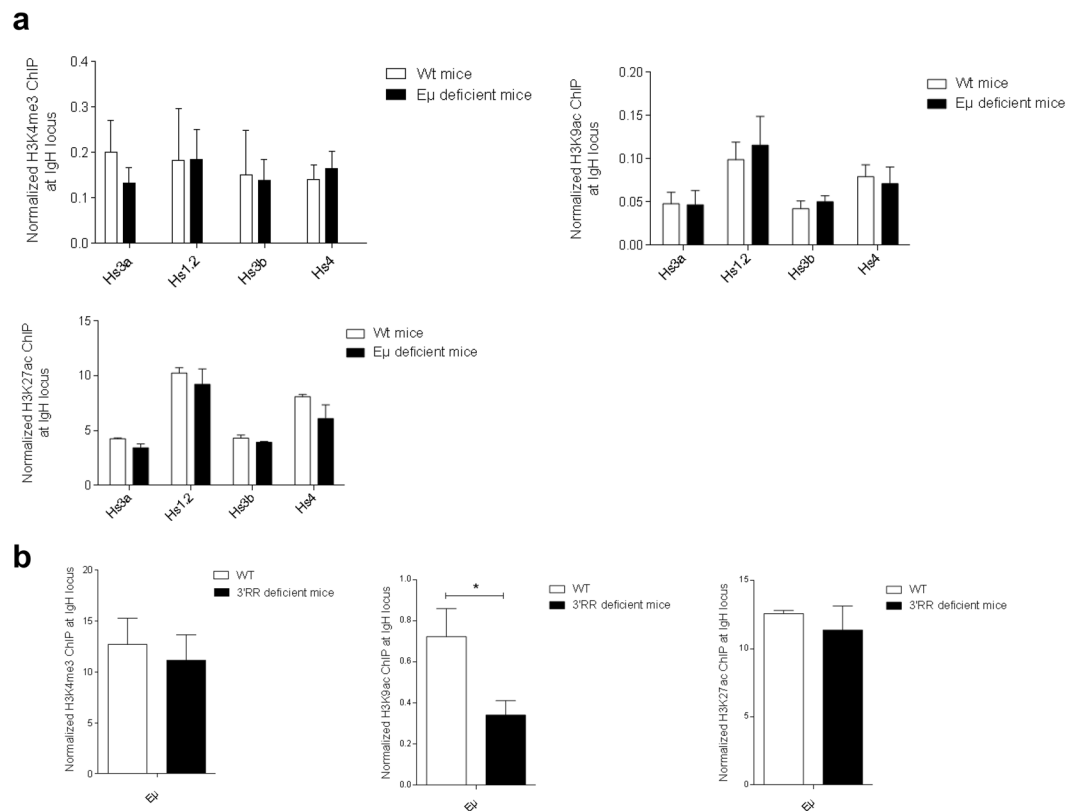 a
Normalized H3K4me3 ChIP
at IgH locus
0.4
0.3
0.2
0.1
0.0
Hs3a
Hs1.2
Hs3b
Hs4
Wt mice
Eµ deficient mice
Normalized H3K9ac ChIP
at IgH locus
0.20
0.15
0.10
0.05
0.00
Hs3a
Hs1.2
Hs3b
Hs4
Wt mice
Eµ deficient mice
Normalized H3K27ac ChIP
at IgH locus
15
10
5
0
Hs3a
Hs1.2
Hs3b
Hs4
Wt mice
Eµ deficient mice
b
Normalized H3K4me3 ChIP at IgH locus
20
15
10
5
0
Eµ
WT
3'RR deficient mice
Normalized H3K9ac ChIP at IgH locus
1.0
0.8
0.6
0.4
0.2
0.0
*
Eµ
WT
3'RR deficient mice
Normalized H3K27ac ChIP at IgH locus
15
10
5
0
Eµ
WT
3'RR deficient mice